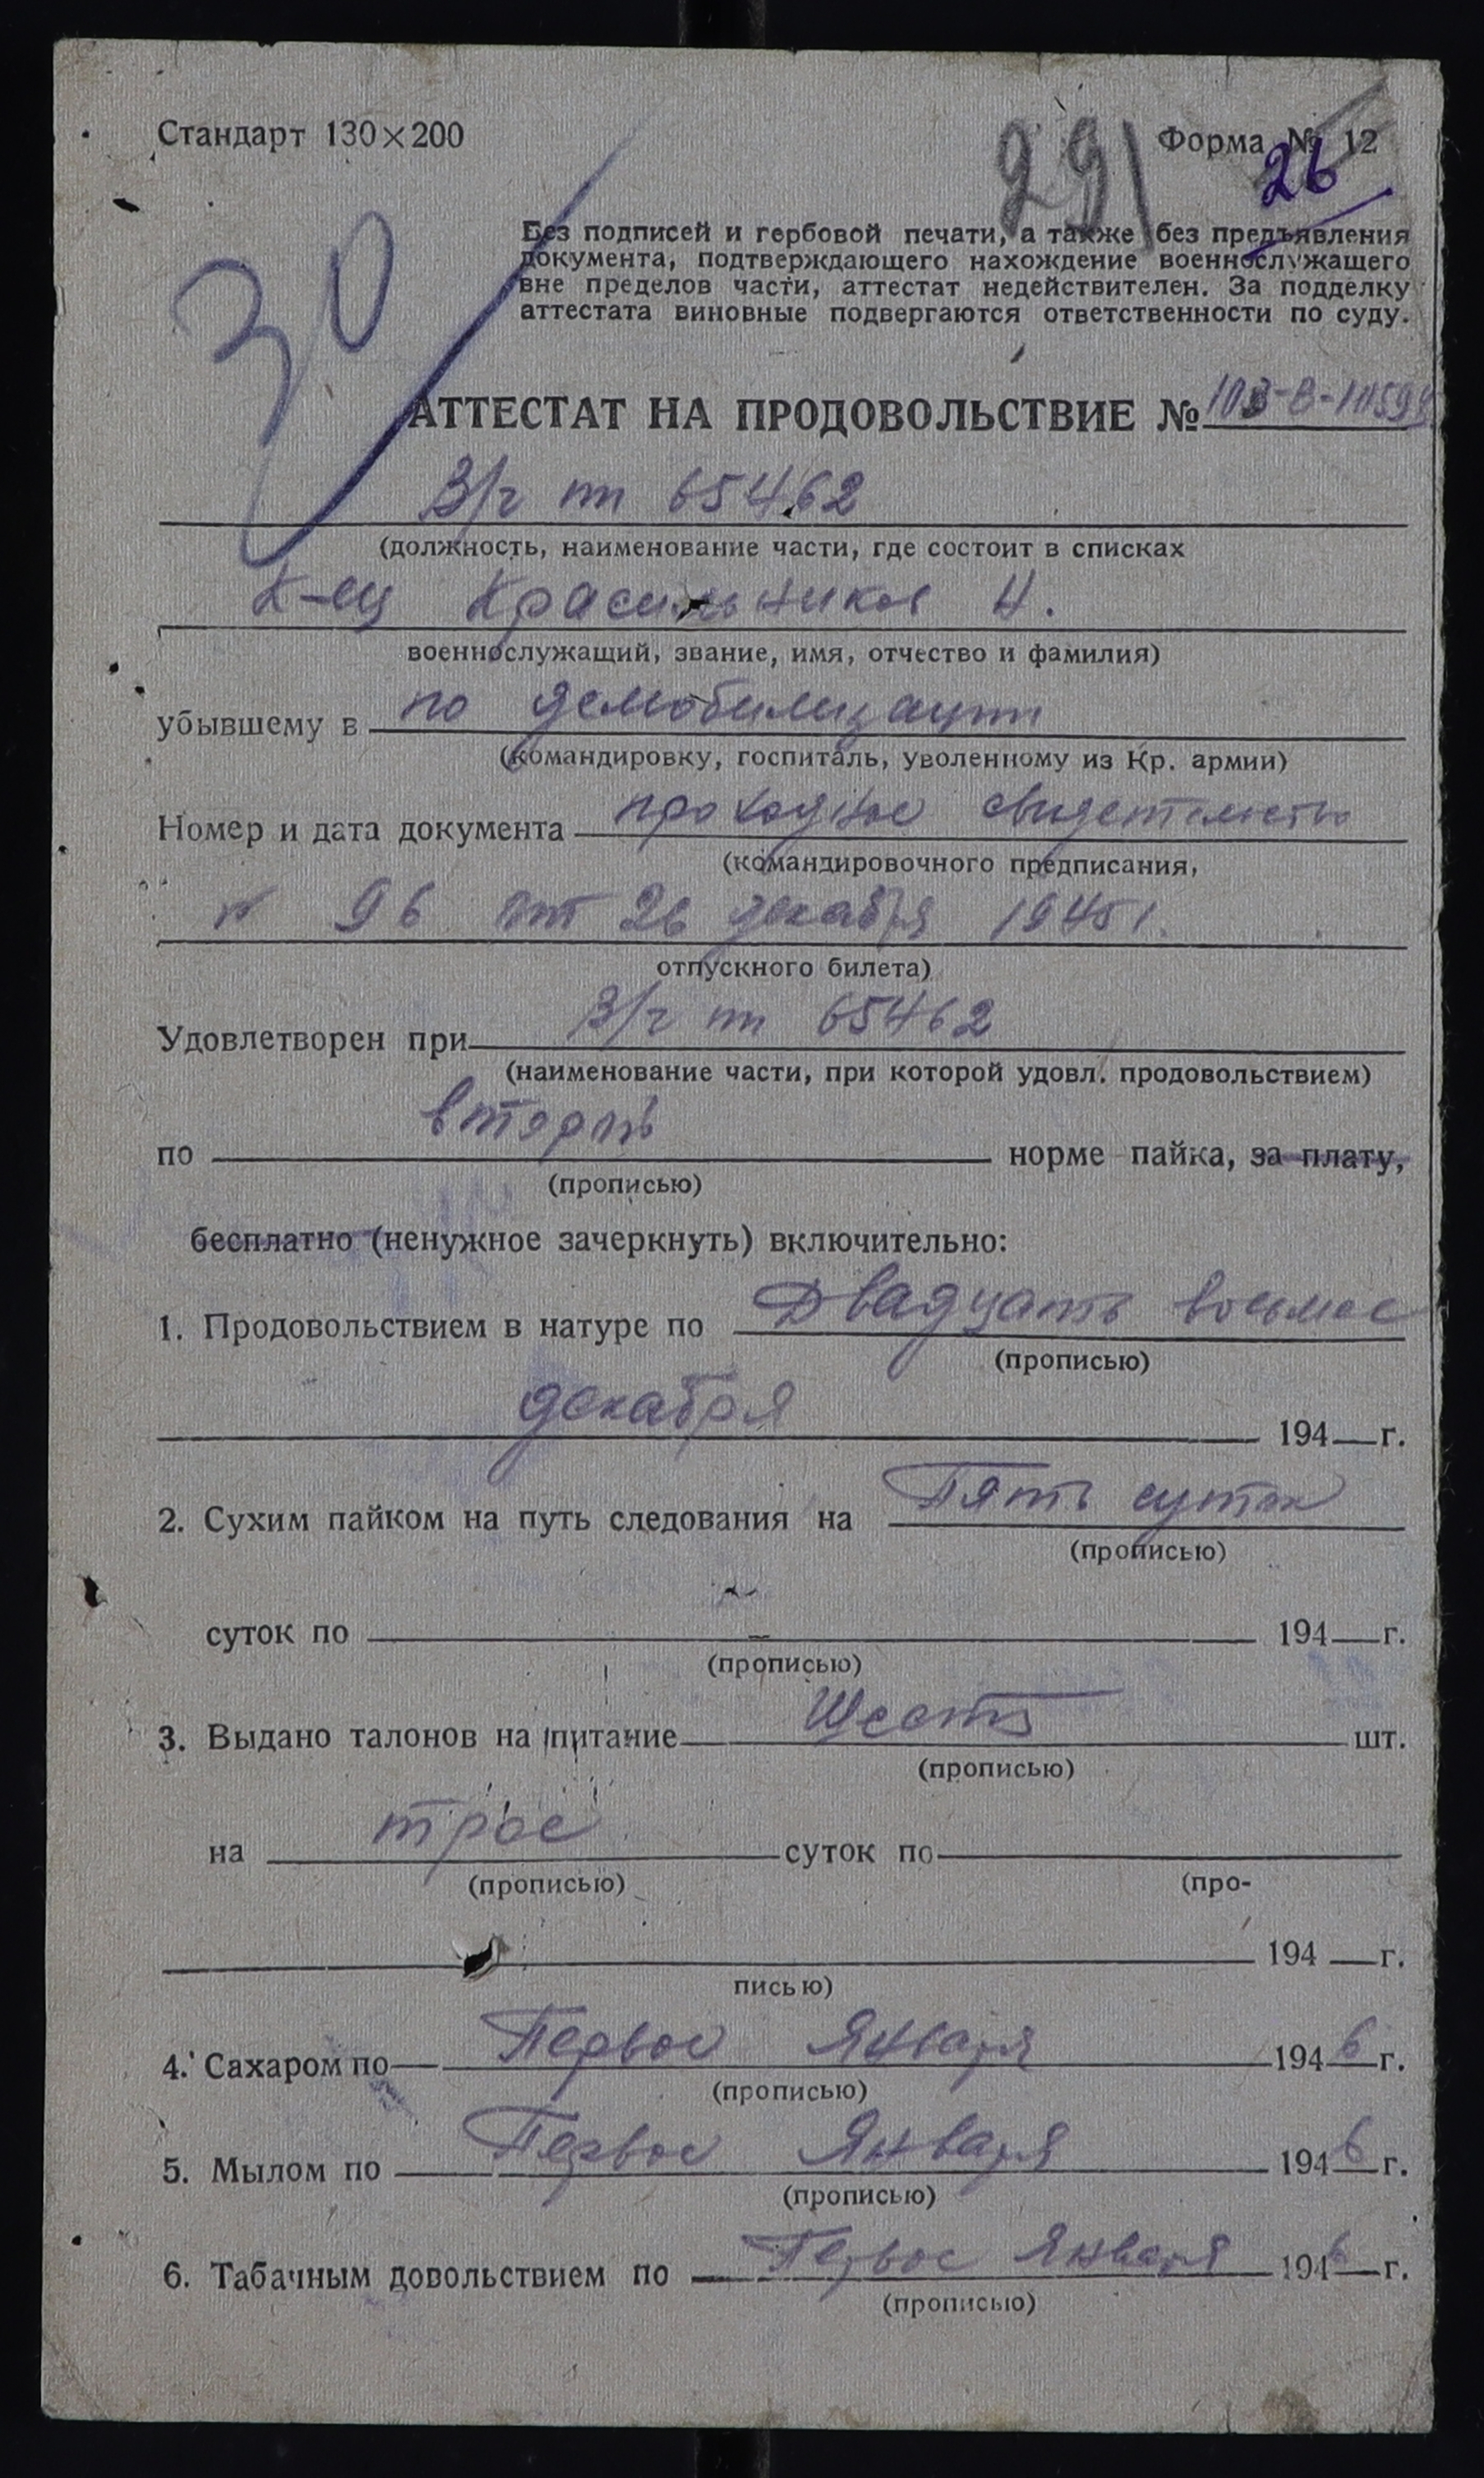 Стандарт 130×200
291
Форма № 12
26
30
Без подписей и гербовой печати, а также без предъявления
документа, подтверждающего нахождение военнослужащего
вне пределов части, аттестат недействителен. За подделку
аттестата виновные подвергаются ответственности по суду.
АТТЕСТАТ НА ПРОДОВОЛЬСТВИЕ №
В/ч пп 65462
(должность, наименование части, где состоит в списках
К-ец Красильников Н.
военнослужащий, звание, имя, отчество и фамилия)
убывшему в по демобилизации
(командировку, госпиталь, уволенному из Кр. армии)
Номер и дата документа проходное свидетельство
(командировочного предписания,
№ 96 от 26 декабря 1945 г.
отпускного билета)
Удовлетворен при В/ч пп 65462
(наименование части, при которой удовл. продовольствием)
по второй норме пайка, за плату,
(прописью)
бесплатно (ненужное зачеркнуть) включительно:
1. Продовольствием в натуре по Двадцать восьмое
(прописью)
декабря 194 г.
2. Сухим пайком на путь следования на Пять суток
(прописью)
суток по — 194 г.
(прописью)
3. Выдано талонов на питание Шесть шт.
(прописью)
на трое суток по
(прописью) (про-
194 г.
писью)
4. Сахаром по Первое Января 1946 г.
(прописью)
5. Мылом по Первое Января 1946 г.
(прописью)
6. Табачным довольствием по Первое Января 1946 г.
(прописью)